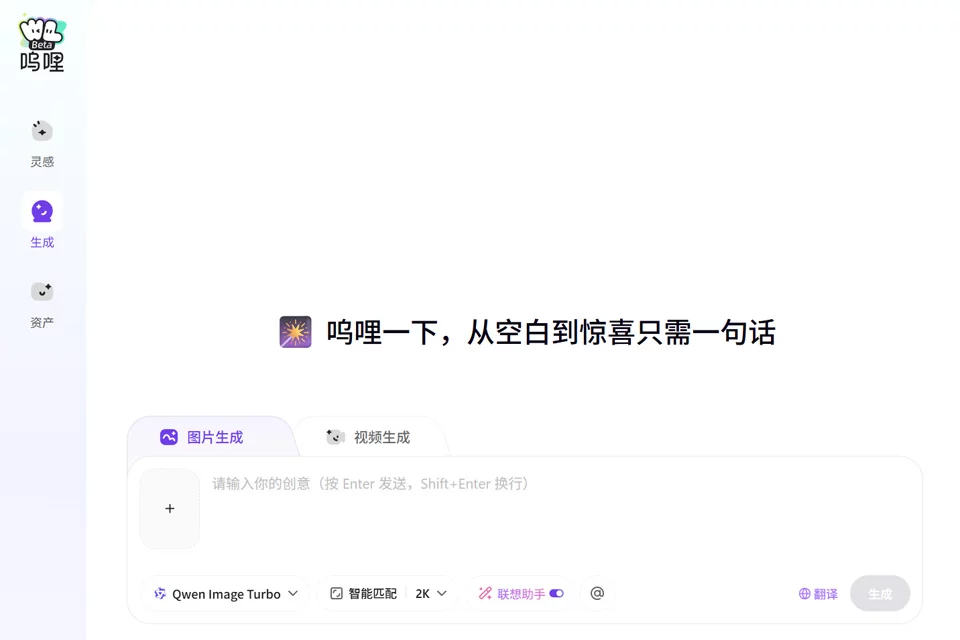 Beta
呜哩
灵感
生成
资产
呜哩一下，从空白到惊喜只需一句话
图片生成
视频生成
请输入你的创意（按 Enter 发送，Shift+Enter 换行）
+
Qwen Image Turbo
智能匹配
2K
联想助手
@
翻译
生成